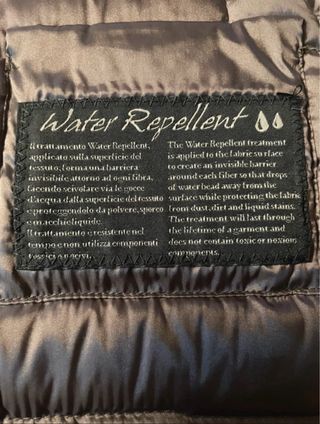 Water Repellent
Il trattamento Water Repellent,
applicato sulla superficie del
tessuto, forma una barriera
invisibile attorno ad ogni fibra,
facendo scivolare via le gocce
d'acqua dalla superficie del tessuto
e proteggendolo da polvere, sporco
e macchie liquide.
Il trattamento e resistente nel
tempo e non utilizza componenti
tossici o nocivi.
The Water Repellent treatment
is applied to the fabric surface
to create an invisible barrier
around each fiber so that drops
of water bead away from the
surface while protecting the fabric
from dust, dirt and liquid stains.
The treatment will last through
the lifetime of a garment and
does not contain toxic or noxious
components.